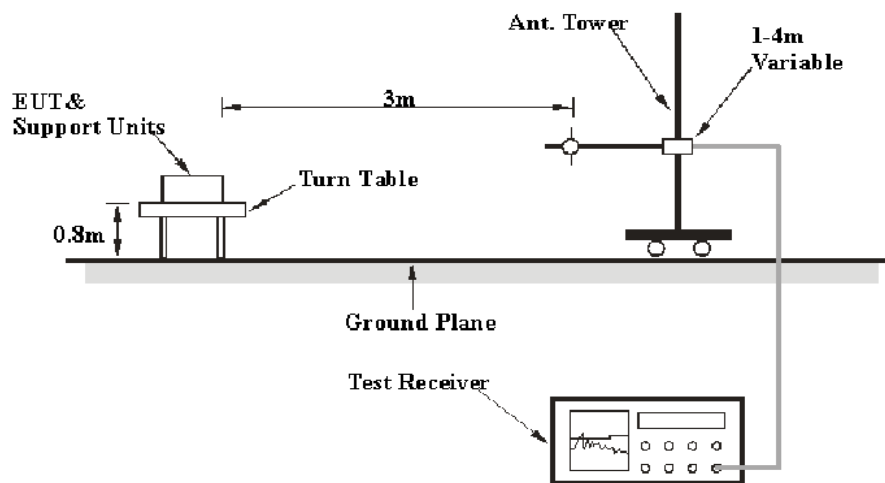 Ant. Tower
1-4m
Variable
3m
EUT &
Support Units
Turn Table
0.8m
Ground Plane
Test Receiver